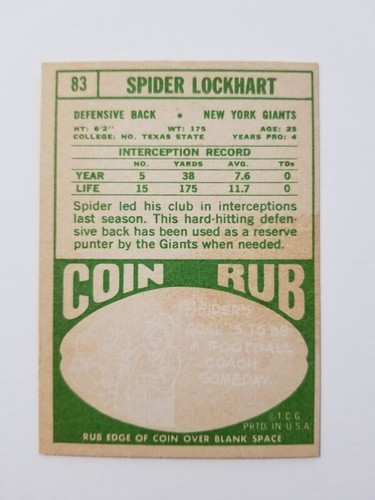 83 SPIDER LOCKHART
DEFENSIVE BACK • NEW YORK GIANTS
HT: 6'2" WT: 175 AGE: 25
COLLEGE: NO. TEXAS STATE YEARS PRO: 4
INTERCEPTION RECORD
NO. YARDS AVG. TDs
YEAR 5 38 7.6 0
LIFE 15 175 11.7 0
Spider led his club in interceptions
last season. This hard-hitting defen-
sive back has been used as a reserve
punter by the Giants when needed.
COIN RUB
SPIDER'S
GOAL IS TO BE
A FOOTBALL
COACH
SOMEDAY.
© T.C.G.
PRTD. IN U.S.A.
RUB EDGE OF COIN OVER BLANK SPACE